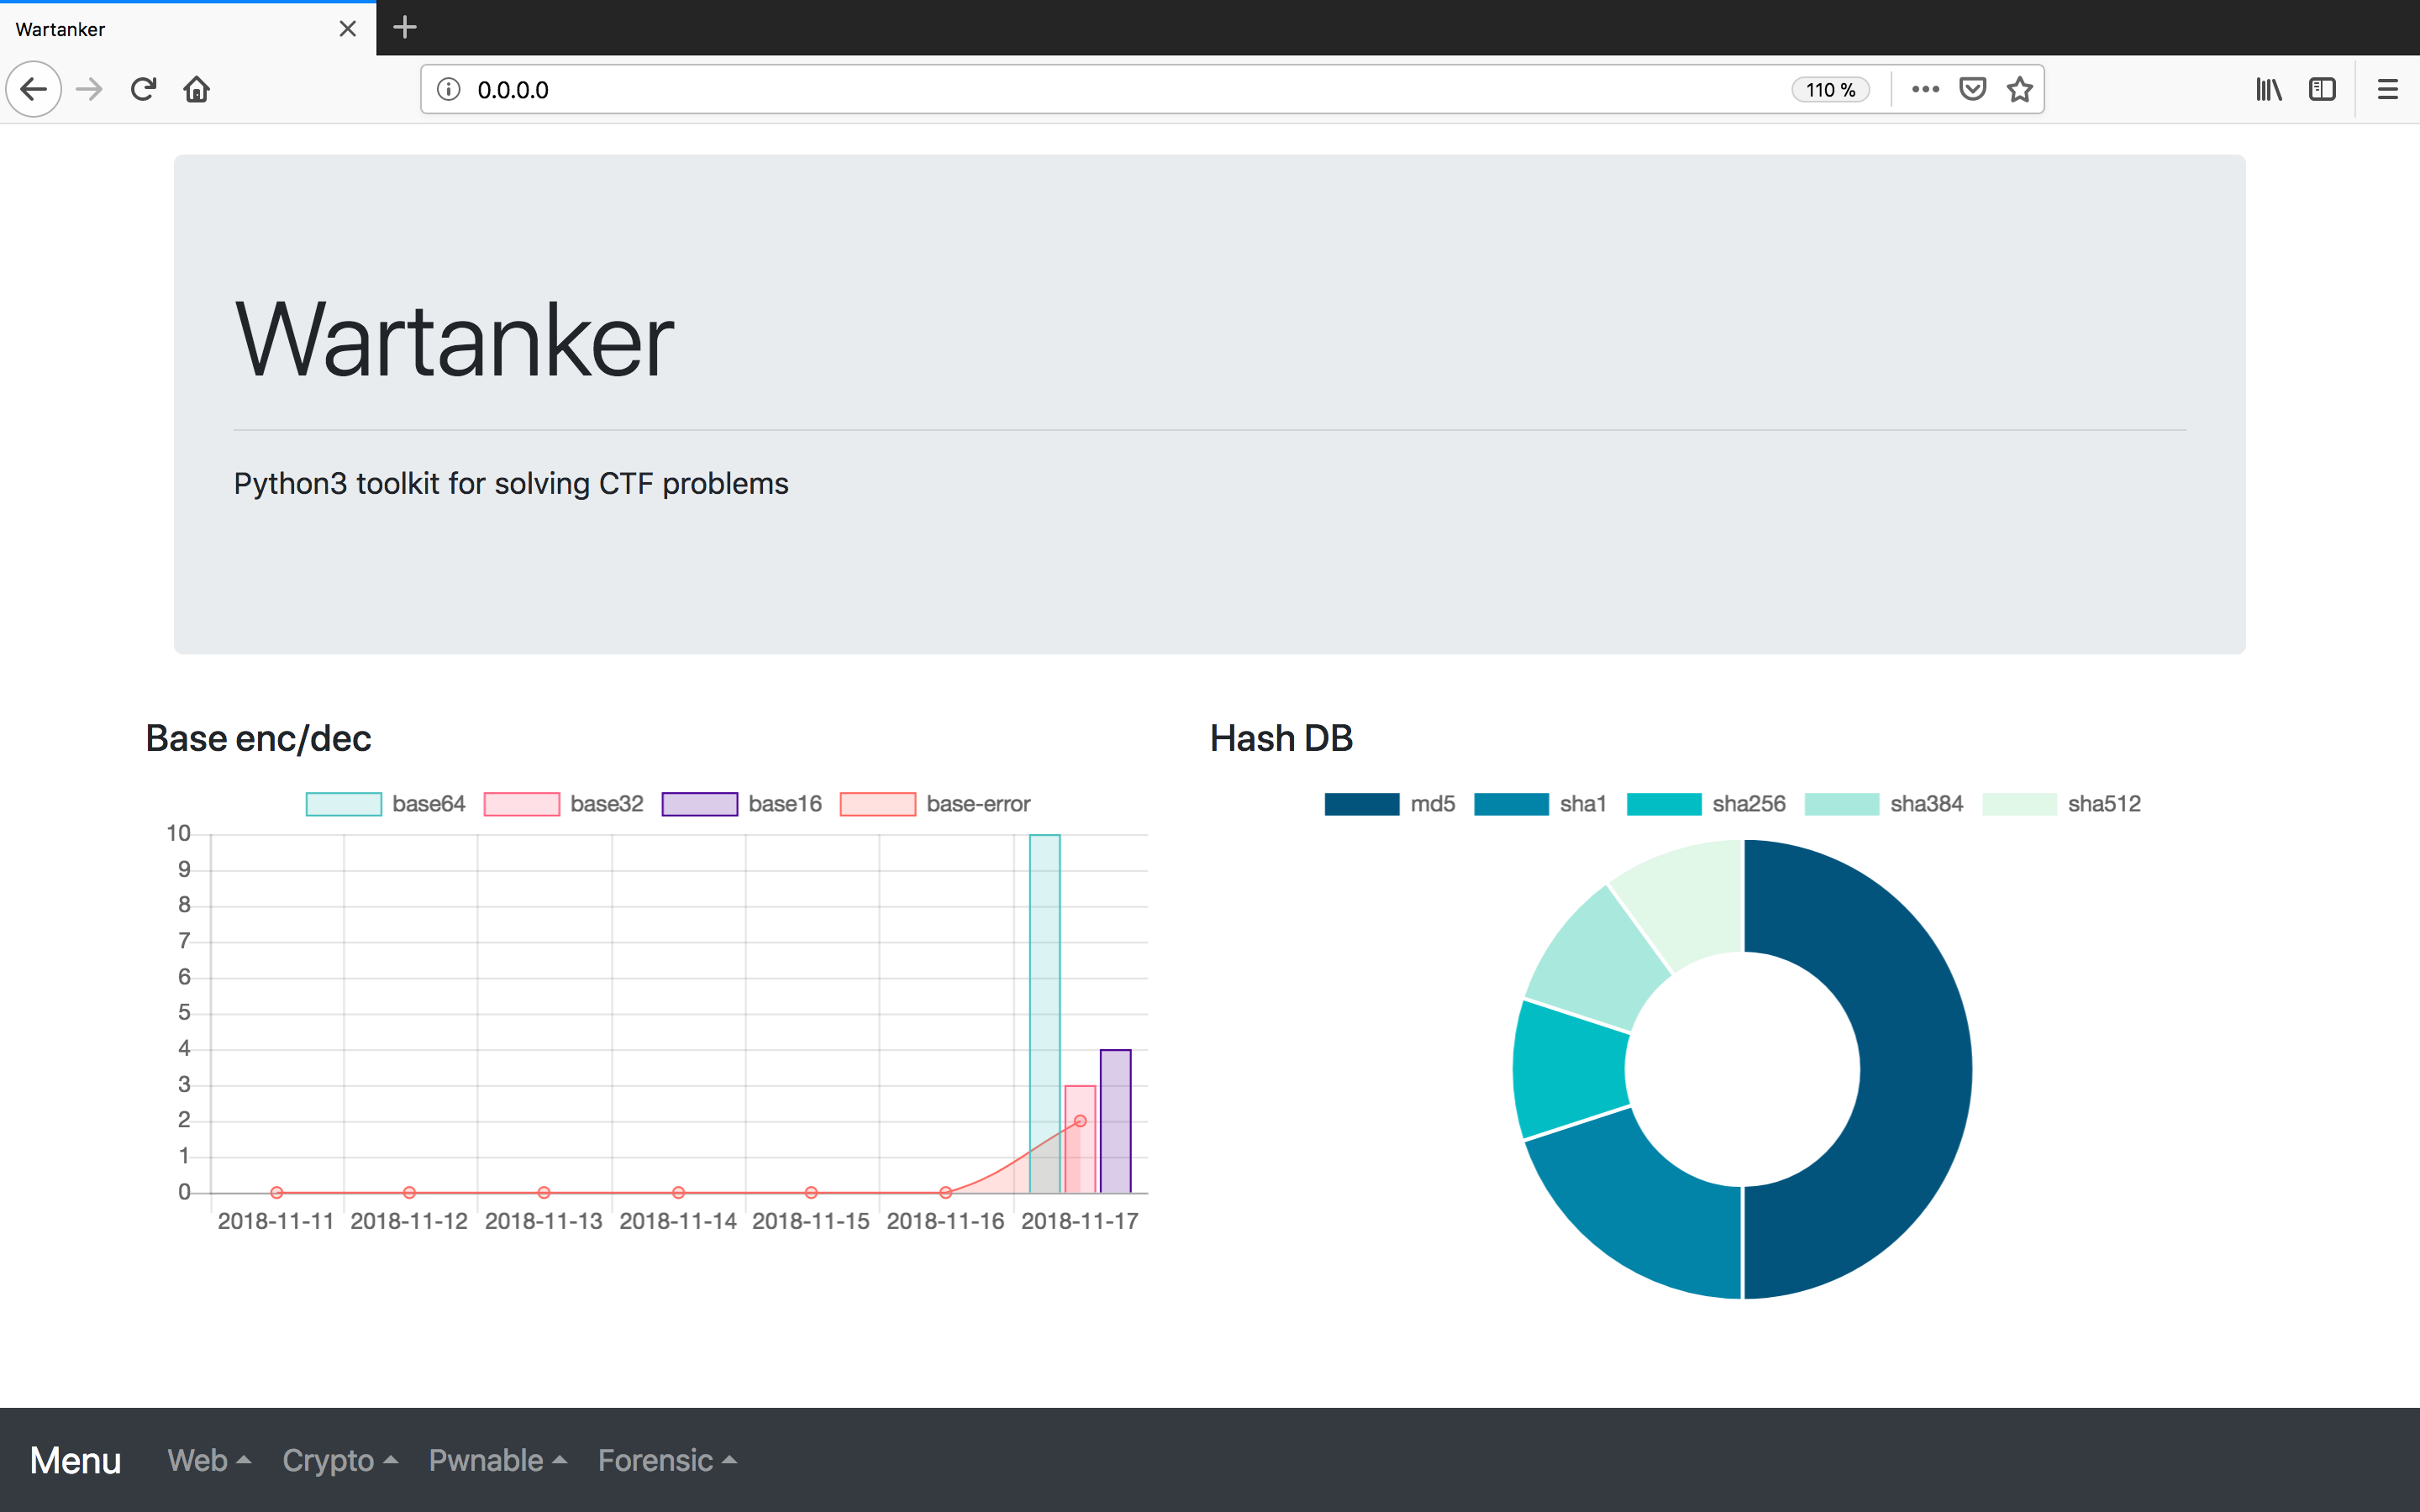 Wartanker
0.0.0.0
110 %
Wartanker
Python3 toolkit for solving CTF problems
Base enc/dec
base64 base32 base16 base-error
10
9
8
7
6
5
4
3
2
1
0
2018-11-11 2018-11-12 2018-11-13 2018-11-14 2018-11-15 2018-11-16 2018-11-17
Hash DB
md5 sha1 sha256 sha384 sha512
Menu Web Crypto Pwnable Forensic